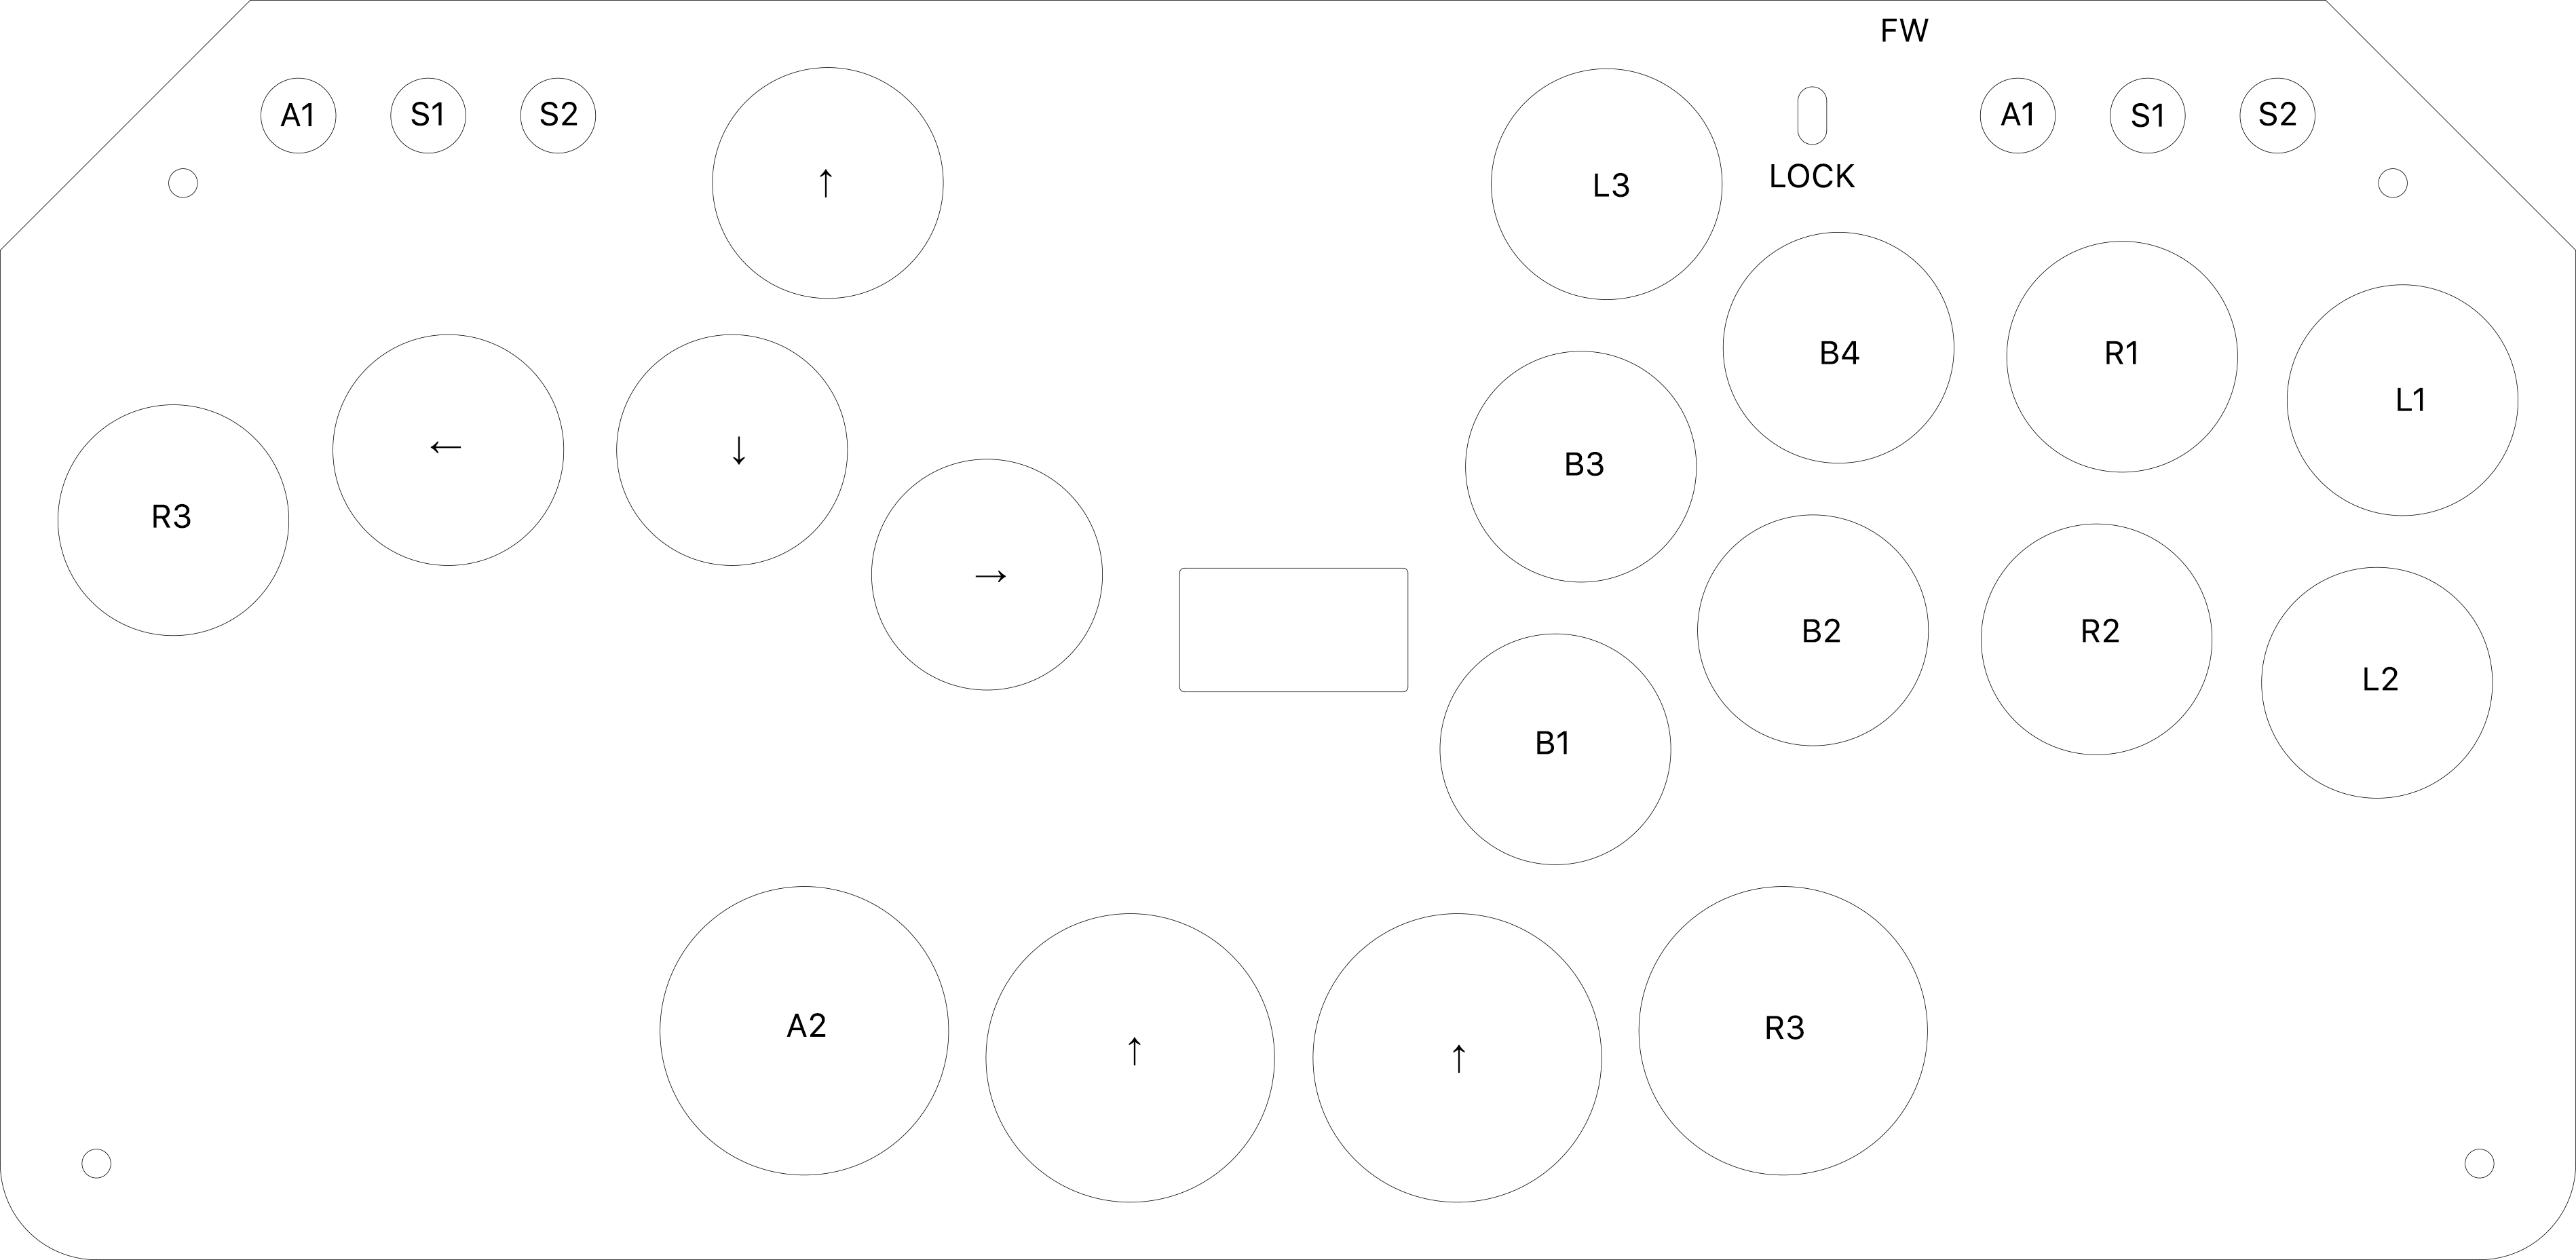 FW
A1 S1 S2
A1 S1 S2
LOCK
↑
L3
B4
R1
L1
←
↓
B3
R3
→
B2
R2
L2
B1
A2
↑
↑
R3